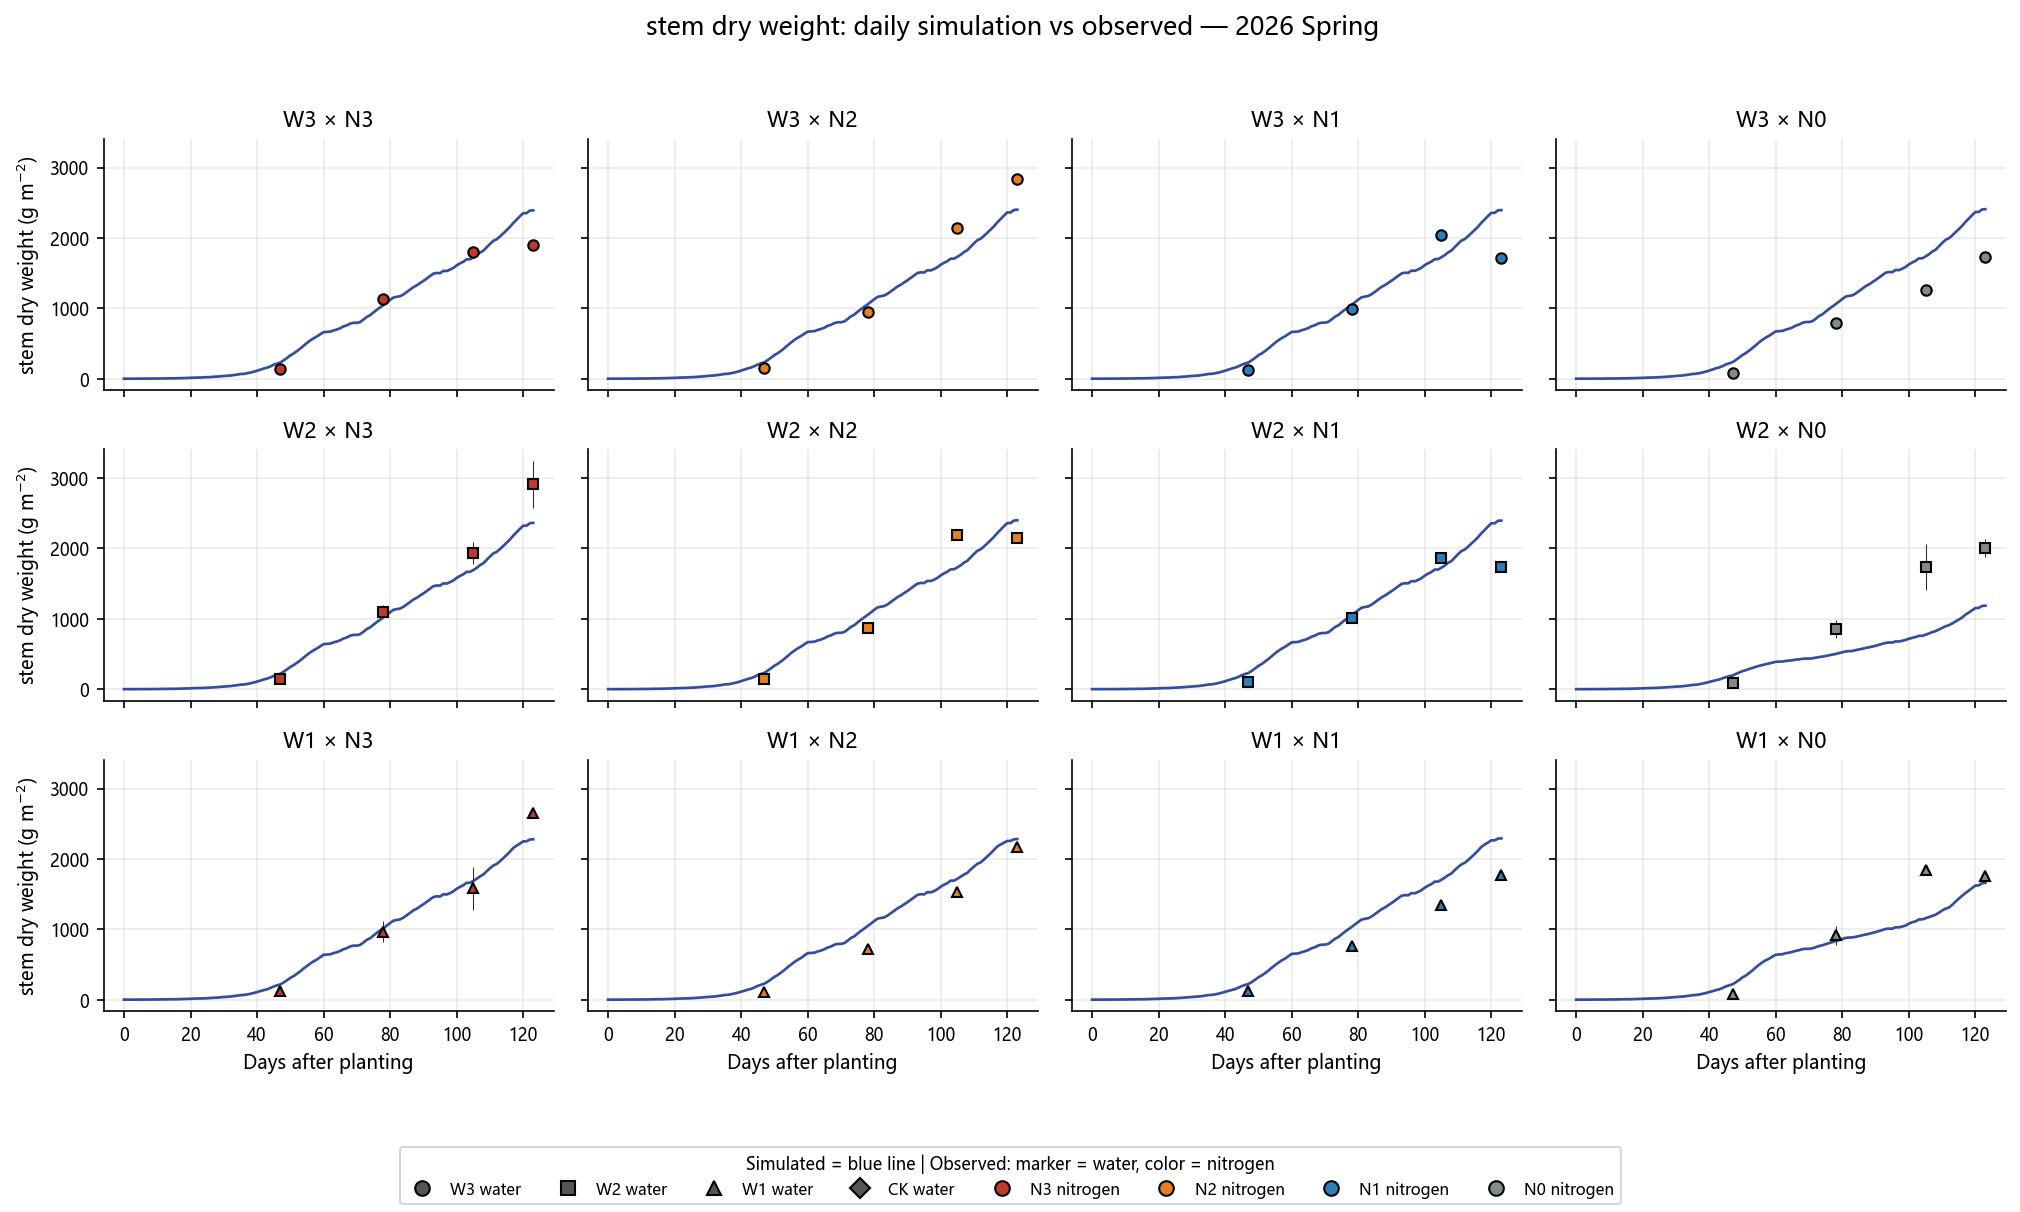 stem dry weight: daily simulation vs observed — 2026 Spring
W3 × N3
W3 × N2
W3 × N1
W3 × N0
stem dry weight (g m⁻²)
3000
2000
1000
0
W2 × N3
W2 × N2
W2 × N1
W2 × N0
stem dry weight (g m⁻²)
3000
2000
1000
0
W1 × N3
W1 × N2
W1 × N1
W1 × N0
stem dry weight (g m⁻²)
3000
2000
1000
0
0 20 40 60 80 100 120
0 20 40 60 80 100 120
0 20 40 60 80 100 120
0 20 40 60 80 100 120
Days after planting
Days after planting
Days after planting
Days after planting
Simulated = blue line | Observed: marker = water, color = nitrogen
W3 water W2 water W1 water CK water N3 nitrogen N2 nitrogen N1 nitrogen N0 nitrogen